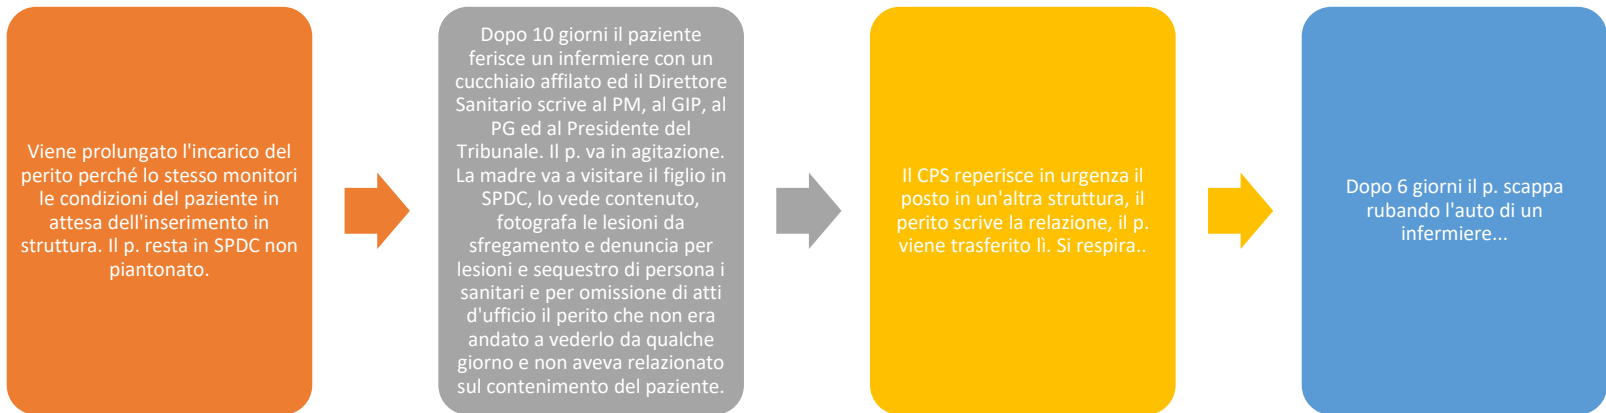 Viene prolungato l'incarico del
perito perché lo stesso monitori
le condizioni del paziente in
attesa dell'inserimento in
struttura. Il p. resta in SPDC non
piantonato.
Dopo 10 giorni il paziente
ferisce un infermiere con un
cucchiaio affilato ed il Direttore
Sanitario scrive al PM, al GIP, al
PG ed al Presidente del
Tribunale. Il p. va in agitazione.
La madre va a visitare il figlio in
SPDC, lo vede contenuto,
fotografa le lesioni da
sfregamento e denuncia per
lesioni e sequestro di persona i
sanitari e per omissione di atti
d'ufficio il perito che non era
andato a vederlo da qualche
giorno e non aveva relazionato
sul contenimento del paziente.
Il CPS reperisce in urgenza il
posto in un'altra struttura, il
perito scrive la relazione, il p.
viene trasferito lì. Si respira..
Dopo 6 giorni il p. scappa
rubando l'auto di un
infermiere...